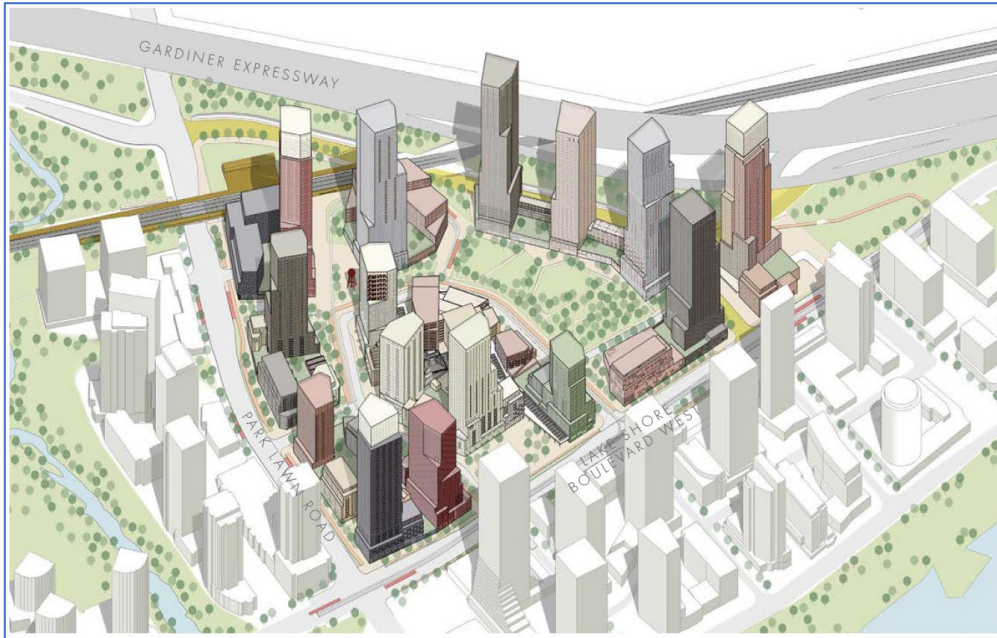 GARDINER EXPRESSWAY
PARK LAWN ROAD
LAKE SHORE
BOULEVARD WEST